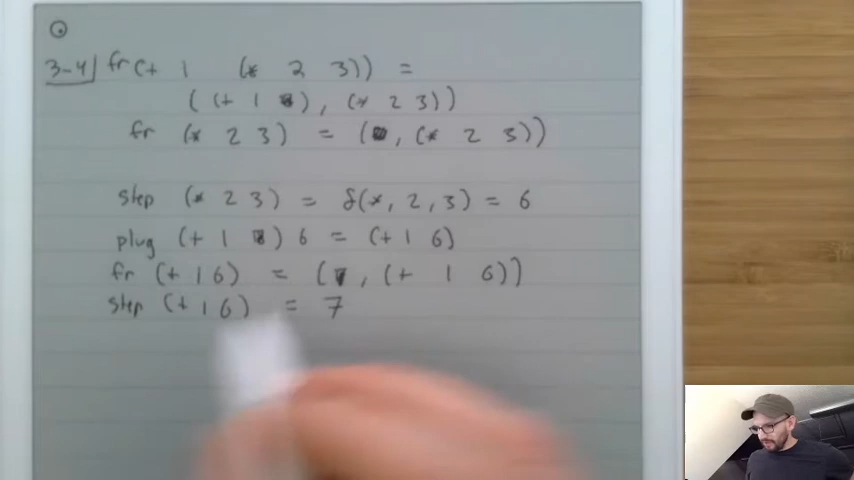 3-4| fr (+ 1 (* 2 3)) =
((+ 1 ■), (* 2 3))
fr (* 2 3) = (■, (* 2 3))
step (* 2 3) = δ(*, 2, 3) = 6
plug (+ 1 ■) 6 = (+ 1 6)
fr (+ 1 6) = (■, (+ 1 6))
step (+ 1 6) = 7